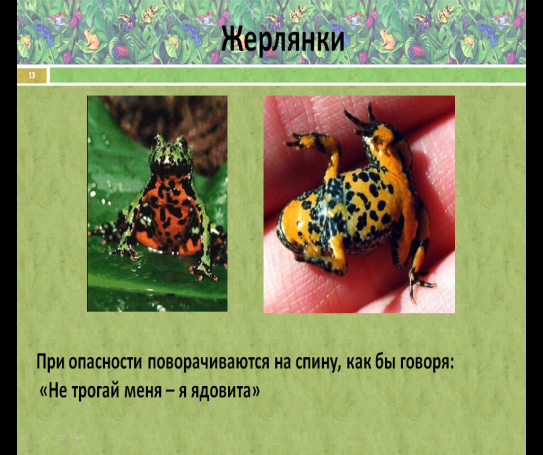 Жерлянки
13
При опасности поворачиваются на спину, как бы говоря:
«Не трогай меня – я ядовита»